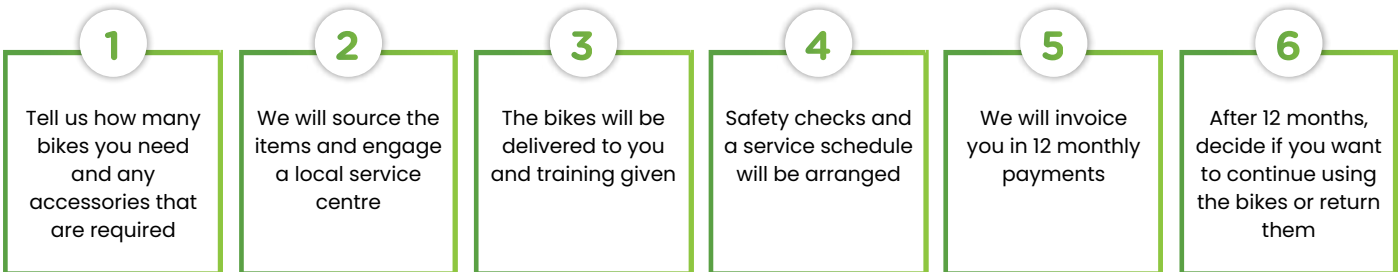 1
Tell us how many
bikes you need
and any
accessories that
are required
2
We will source the
items and engage
a local service
centre
3
The bikes will be
delivered to you
and training given
4
Safety checks and
a service schedule
will be arranged
5
We will invoice
you in 12 monthly
payments
6
After 12 months,
decide if you want
to continue using
the bikes or return
them